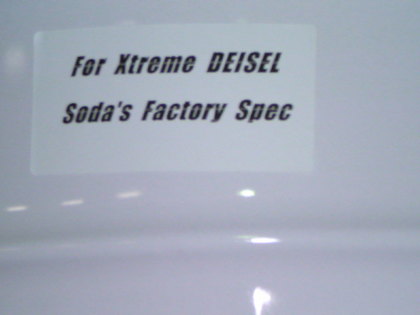 For Xtreme DEISEL
Soda's Factory Spec